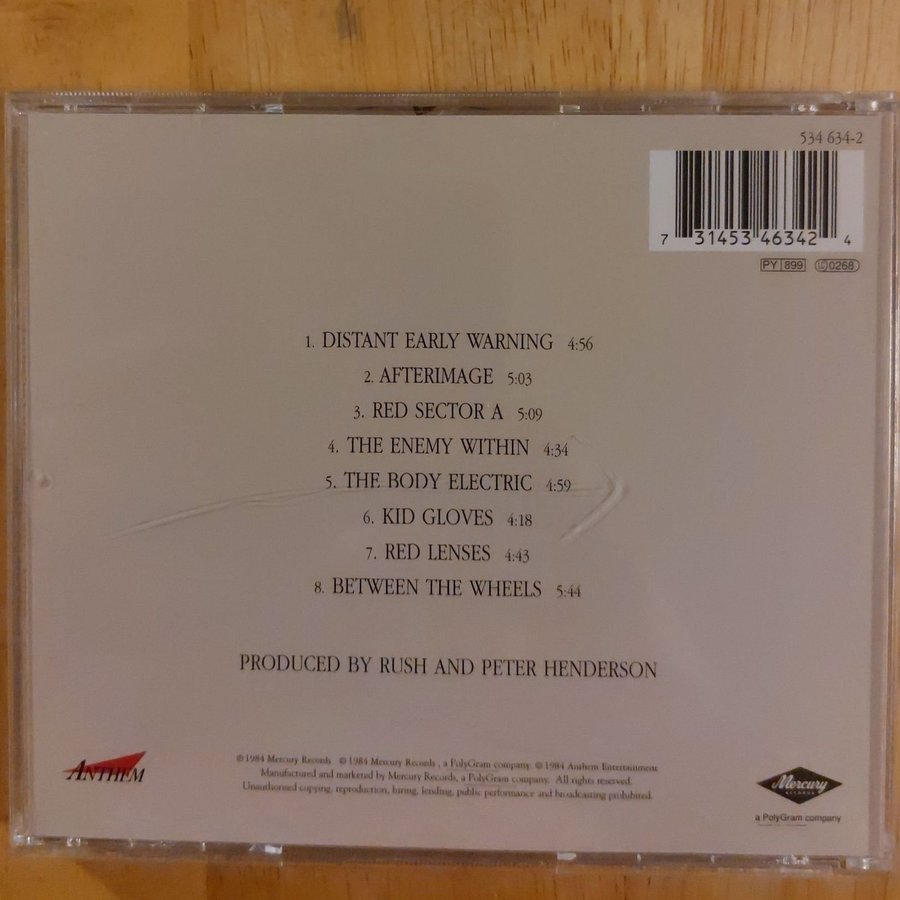 534 634-2
7 31453 46342 4
PY 899 LC 0268
1. DISTANT EARLY WARNING 4:56
2. AFTERIMAGE 5:03
3. RED SECTOR A 5:09
4. THE ENEMY WITHIN 4:34
5. THE BODY ELECTRIC 4:59
6. KID GLOVES 4:18
7. RED LENSES 4:43
8. BETWEEN THE WHEELS 5:44
PRODUCED BY RUSH AND PETER HENDERSON
ANTHEM
℗ 1984 Mercury Records © 1984 Mercury Records , a PolyGram company © 1984 Anthem Entertainment
Manufactured and marketed by Mercury Records, a PolyGram company. All rights reserved.
Unauthorised copying, reproduction, hiring, lending, public performance and broadcasting prohibited.
Mercury
RECORDS
a PolyGram company